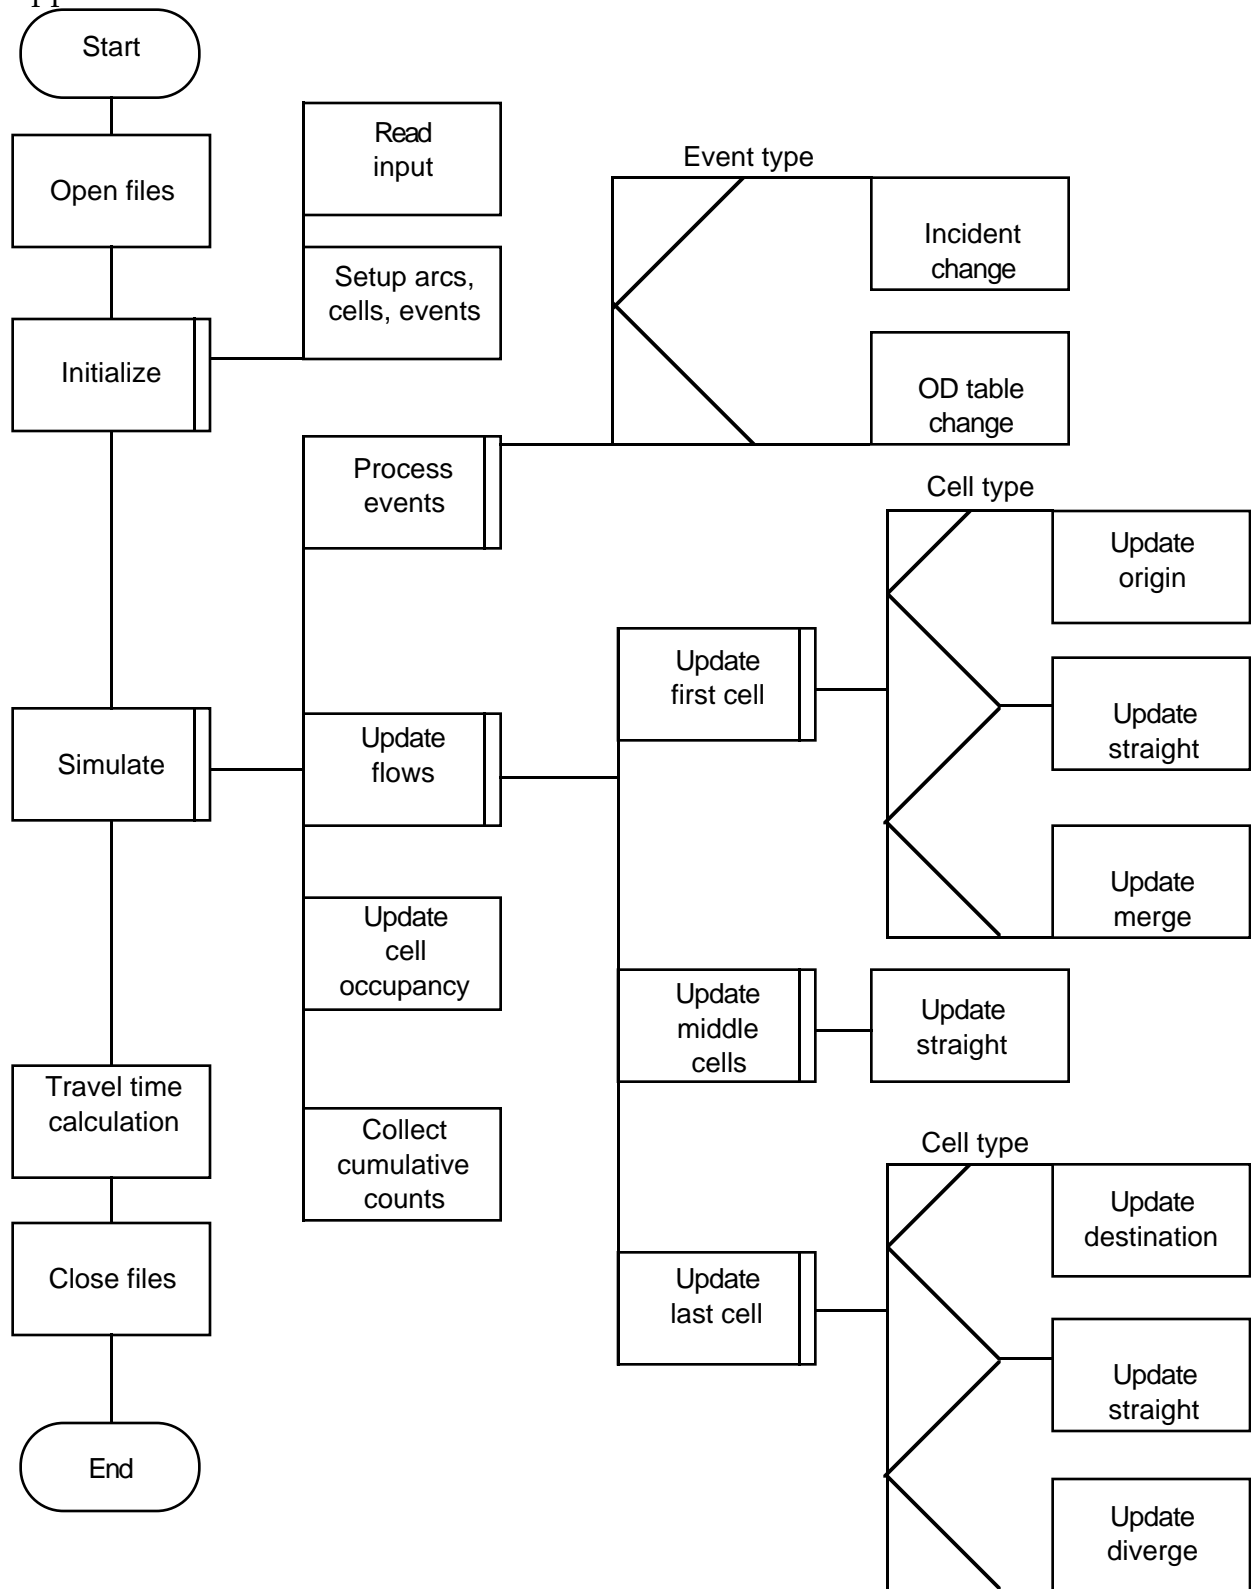 Start
Open files
Initialize
Simulate
Travel time
calculation
Close files
End
Read
input
Setup arcs,
cells, events
Process
events
Update
flows
Update
cell
occupancy
Collect
cumulative
counts
Event type
Incident
change
OD table
change
Update
first cell
Update
middle
cells
Update
last cell
Cell type
Update
origin
Update
straight
Update
merge
Update
straight
Cell type
Update
destination
Update
straight
Update
diverge